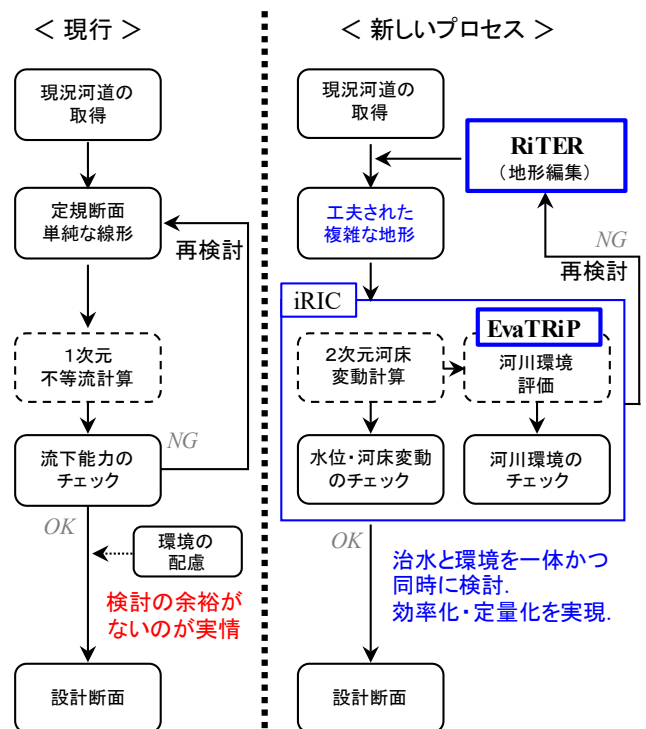 ＜ 現行 ＞
現況河道の
取得
定規断面
単純な線形
再検討
１次元
不等流計算
流下能力の
チェック
NG
OK
環境の
配慮
検討の余裕が
ないのが実情
設計断面
＜ 新しいプロセス ＞
現況河道の
取得
RiTER
（地形編集）
工夫された
複雑な地形
NG
再検討
iRIC
EvaTRiP
２次元河床
変動計算
河川環境
評価
水位・河床変動
のチェック
河川環境の
チェック
OK
治水と環境を一体かつ
同時に検討.
効率化・定量化を実現.
設計断面